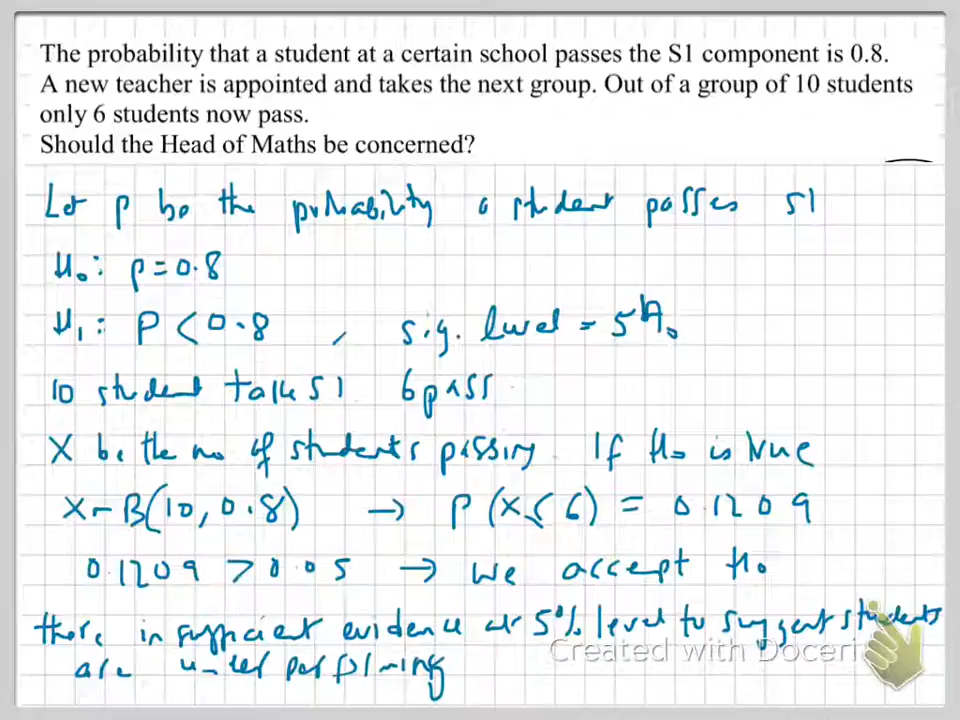 The probability that a student at a certain school passes the S1 component is 0.8.
A new teacher is appointed and takes the next group. Out of a group of 10 students
only 6 students now pass.
Should the Head of Maths be concerned?
Let p be the probability a student passes S1
H₀: p = 0.8
H₁: P < 0.8 , sig. level = 5%
10 student take S1 6 pass
X be the no of students passing. If H₀ is true
X ~ B(10, 0.8) → P(X ≤ 6) = 0.1209
0.1209 > 0.05 → we accept H₀
there insufficient evidence at 5% level to suggest students
are under performing
Created with Doceri